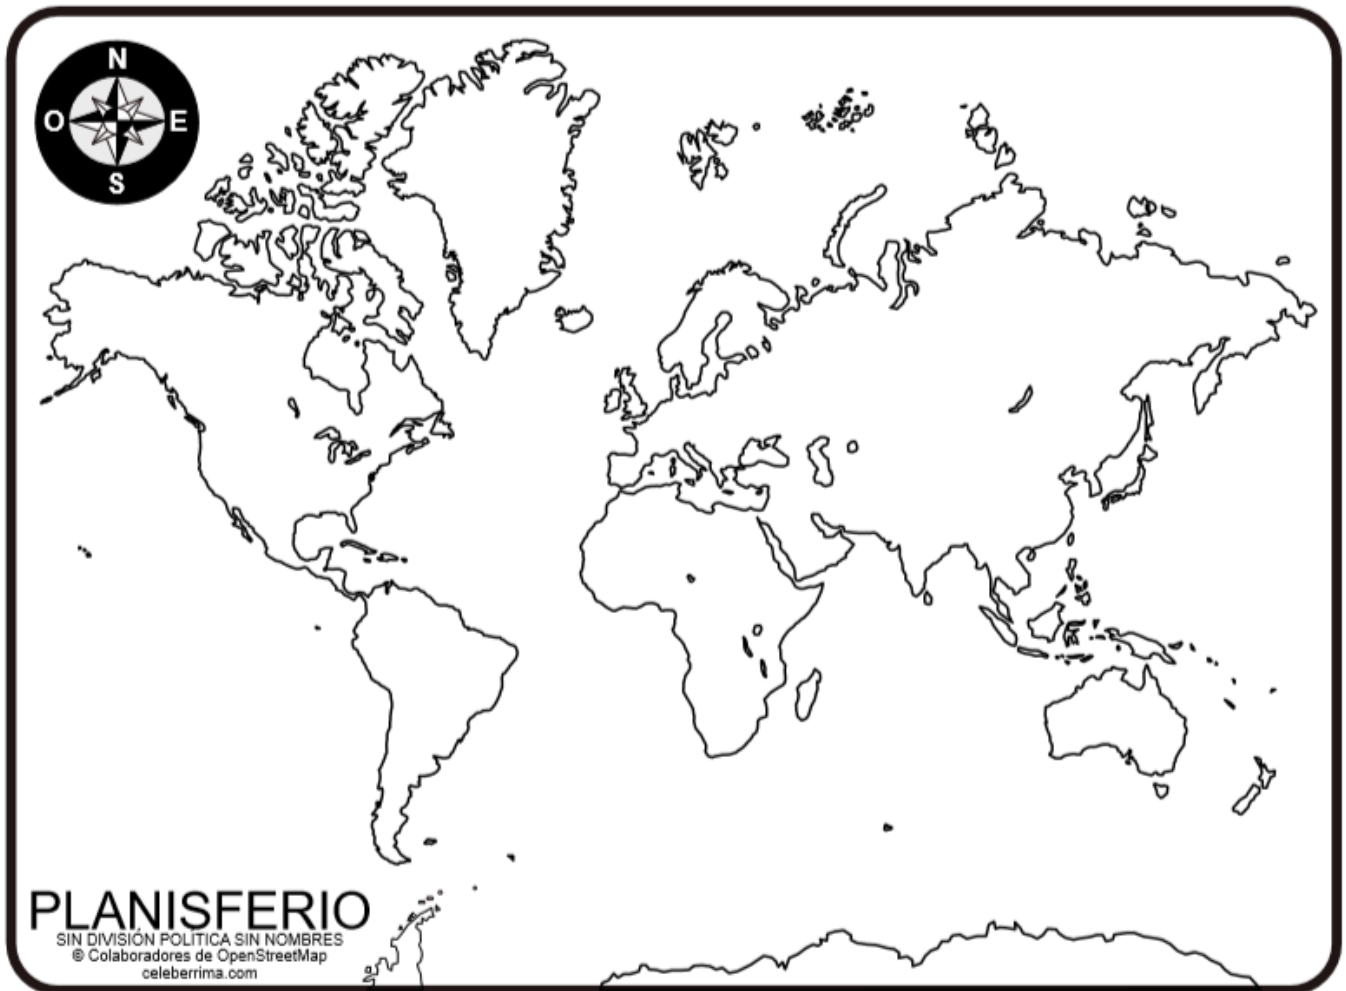 N
O E
S
PLANISFERIO
SIN DIVISIÓN POLÍTICA SIN NOMBRES
© Colaboradores de OpenStreetMap
celeberrima.com